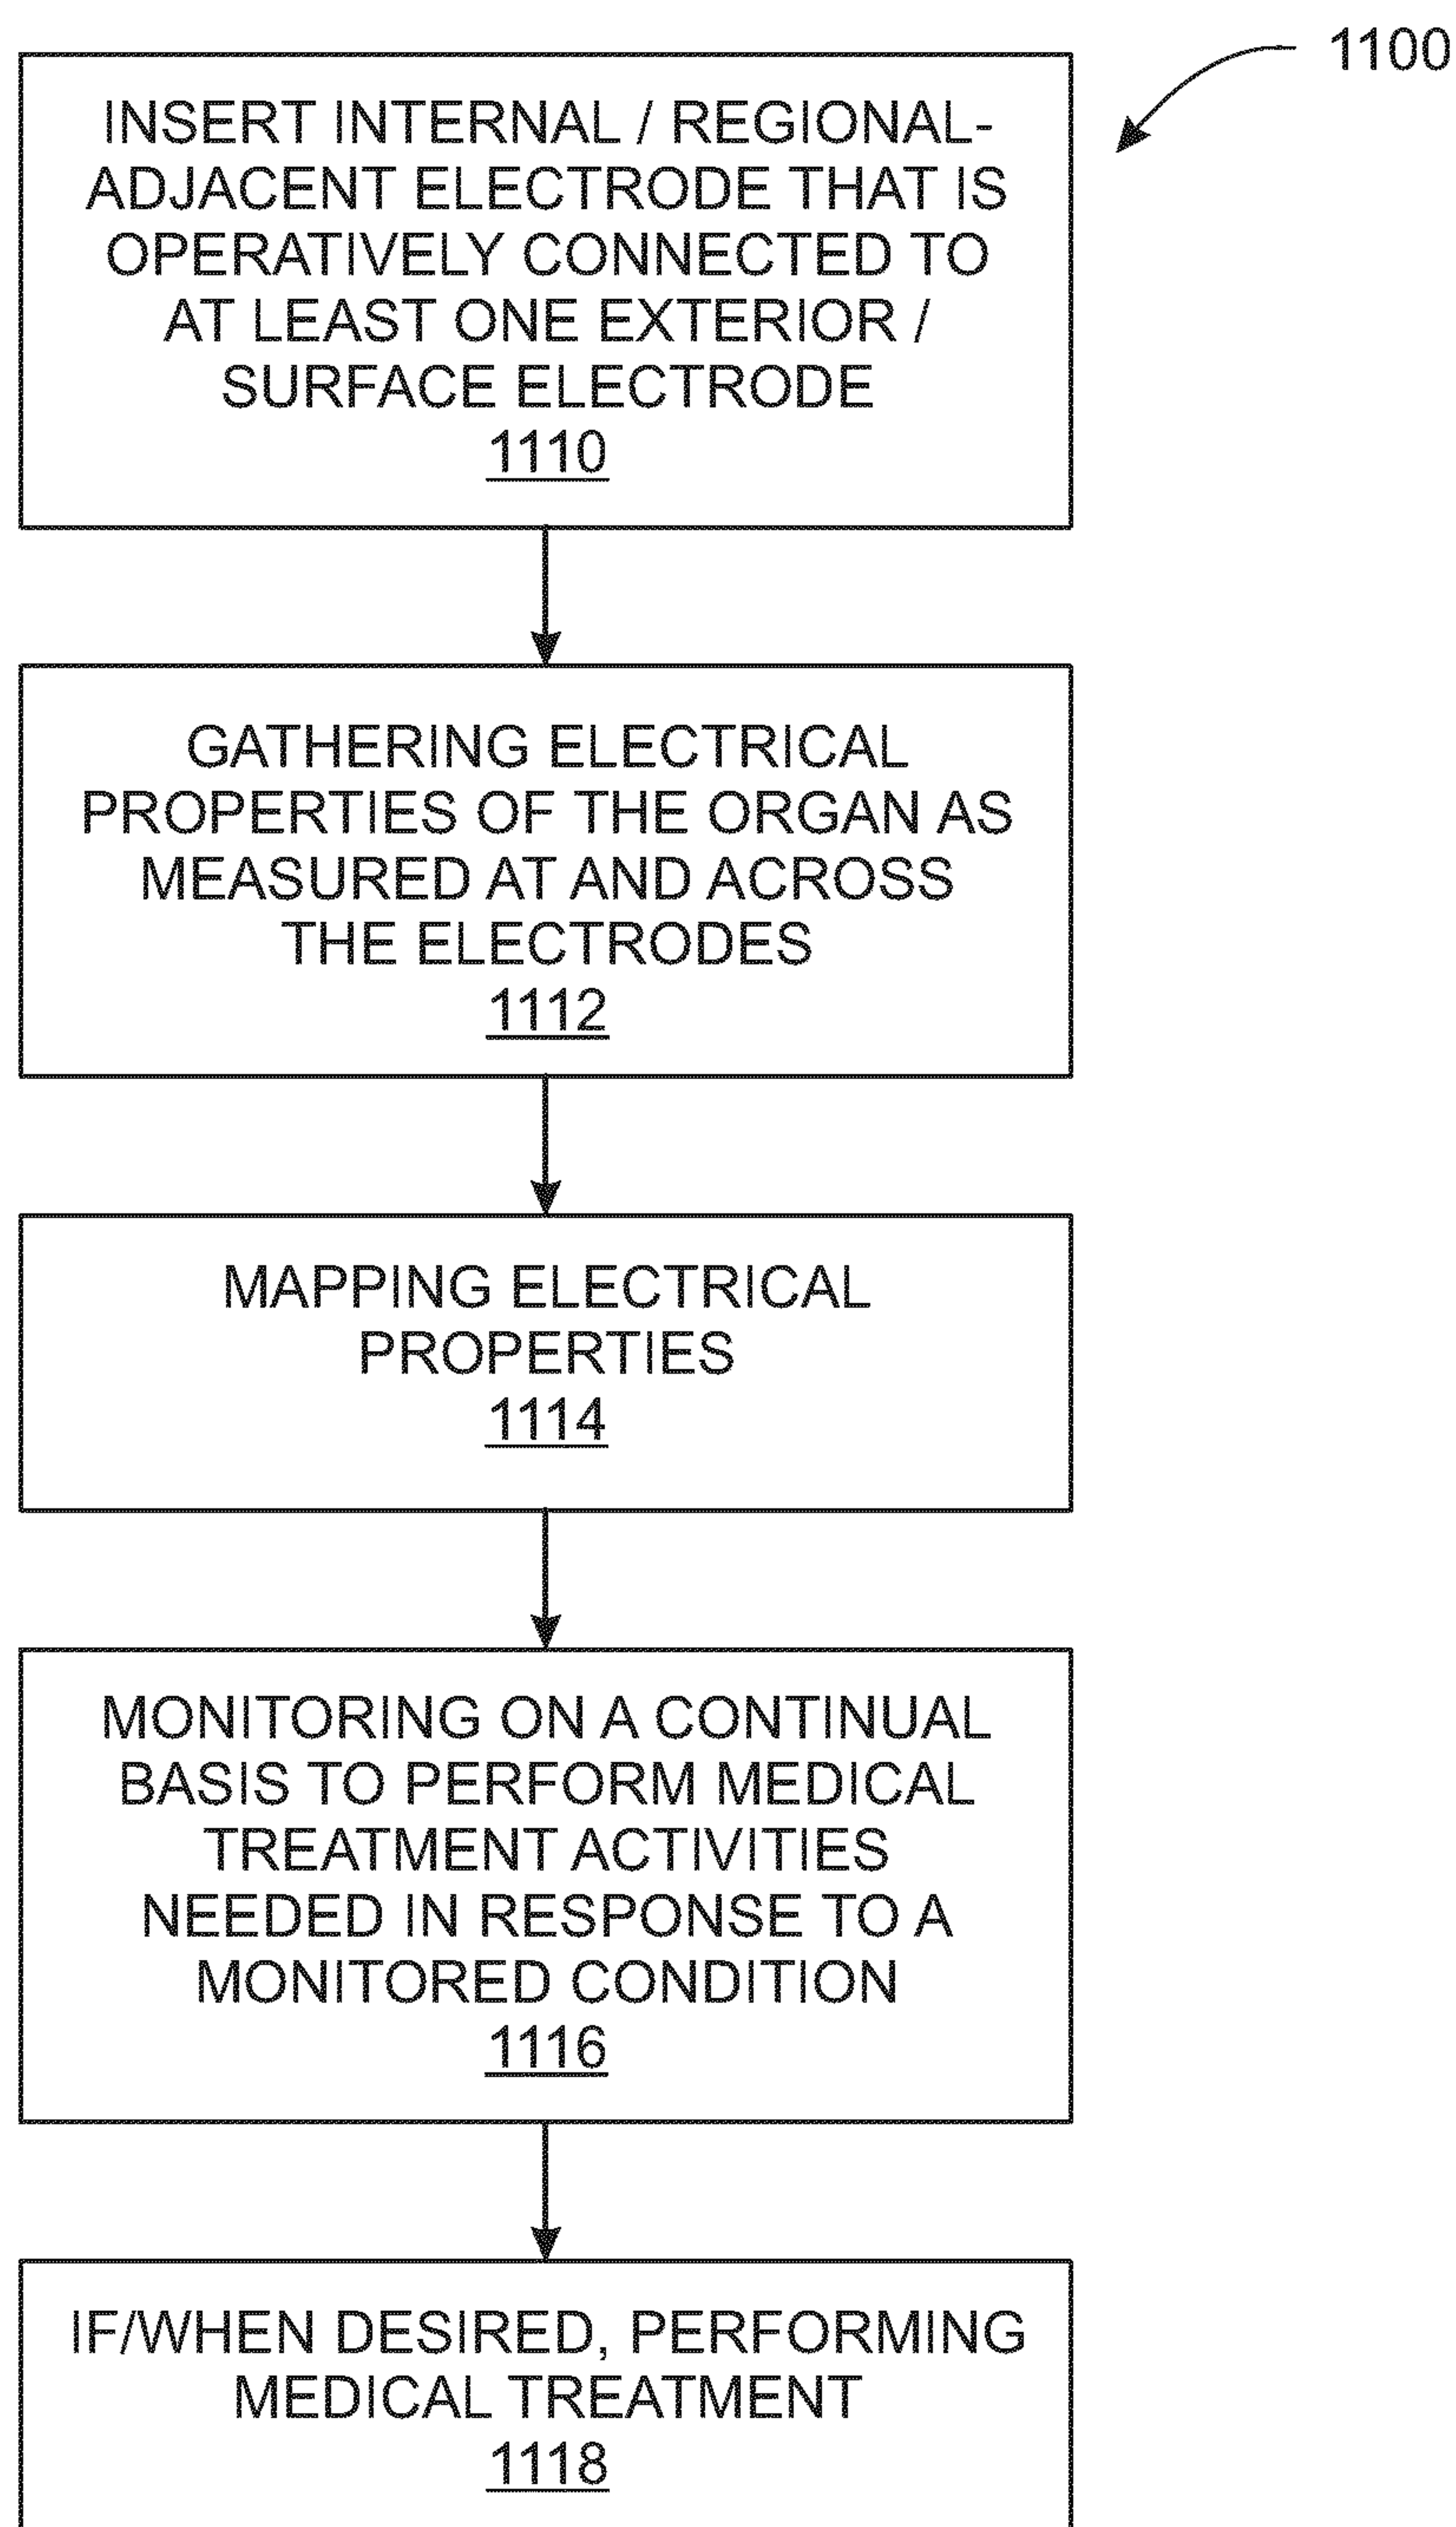 1100
INSERT INTERNAL / REGIONAL-
ADJACENT ELECTRODE THAT IS
OPERATIVELY CONNECTED TO
AT LEAST ONE EXTERIOR /
SURFACE ELECTRODE
1110
GATHERING ELECTRICAL
PROPERTIES OF THE ORGAN AS
MEASURED AT AND ACROSS
THE ELECTRODES
1112
MAPPING ELECTRICAL
PROPERTIES
1114
MONITORING ON A CONTINUAL
BASIS TO PERFORM MEDICAL
TREATMENT ACTIVITIES
NEEDED IN RESPONSE TO A
MONITORED CONDITION
1116
IF/WHEN DESIRED, PERFORMING
MEDICAL TREATMENT
1118